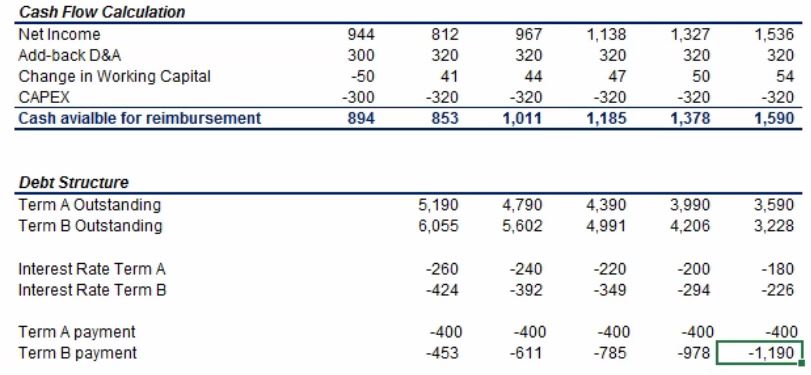 Cash Flow Calculation
Net Income 944 812 967 1,138 1,327 1,536
Add-back D&A 300 320 320 320 320 320
Change in Working Capital -50 41 44 47 50 54
CAPEX -300 -320 -320 -320 -320 -320
Cash avialble for reimbursement 894 853 1,011 1,185 1,378 1,590
Debt Structure
Term A Outstanding 5,190 4,790 4,390 3,990 3,590
Term B Outstanding 6,055 5,602 4,991 4,206 3,228
Interest Rate Term A -260 -240 -220 -200 -180
Interest Rate Term B -424 -392 -349 -294 -226
Term A payment -400 -400 -400 -400 -400
Term B payment -453 -611 -785 -978 -1,190